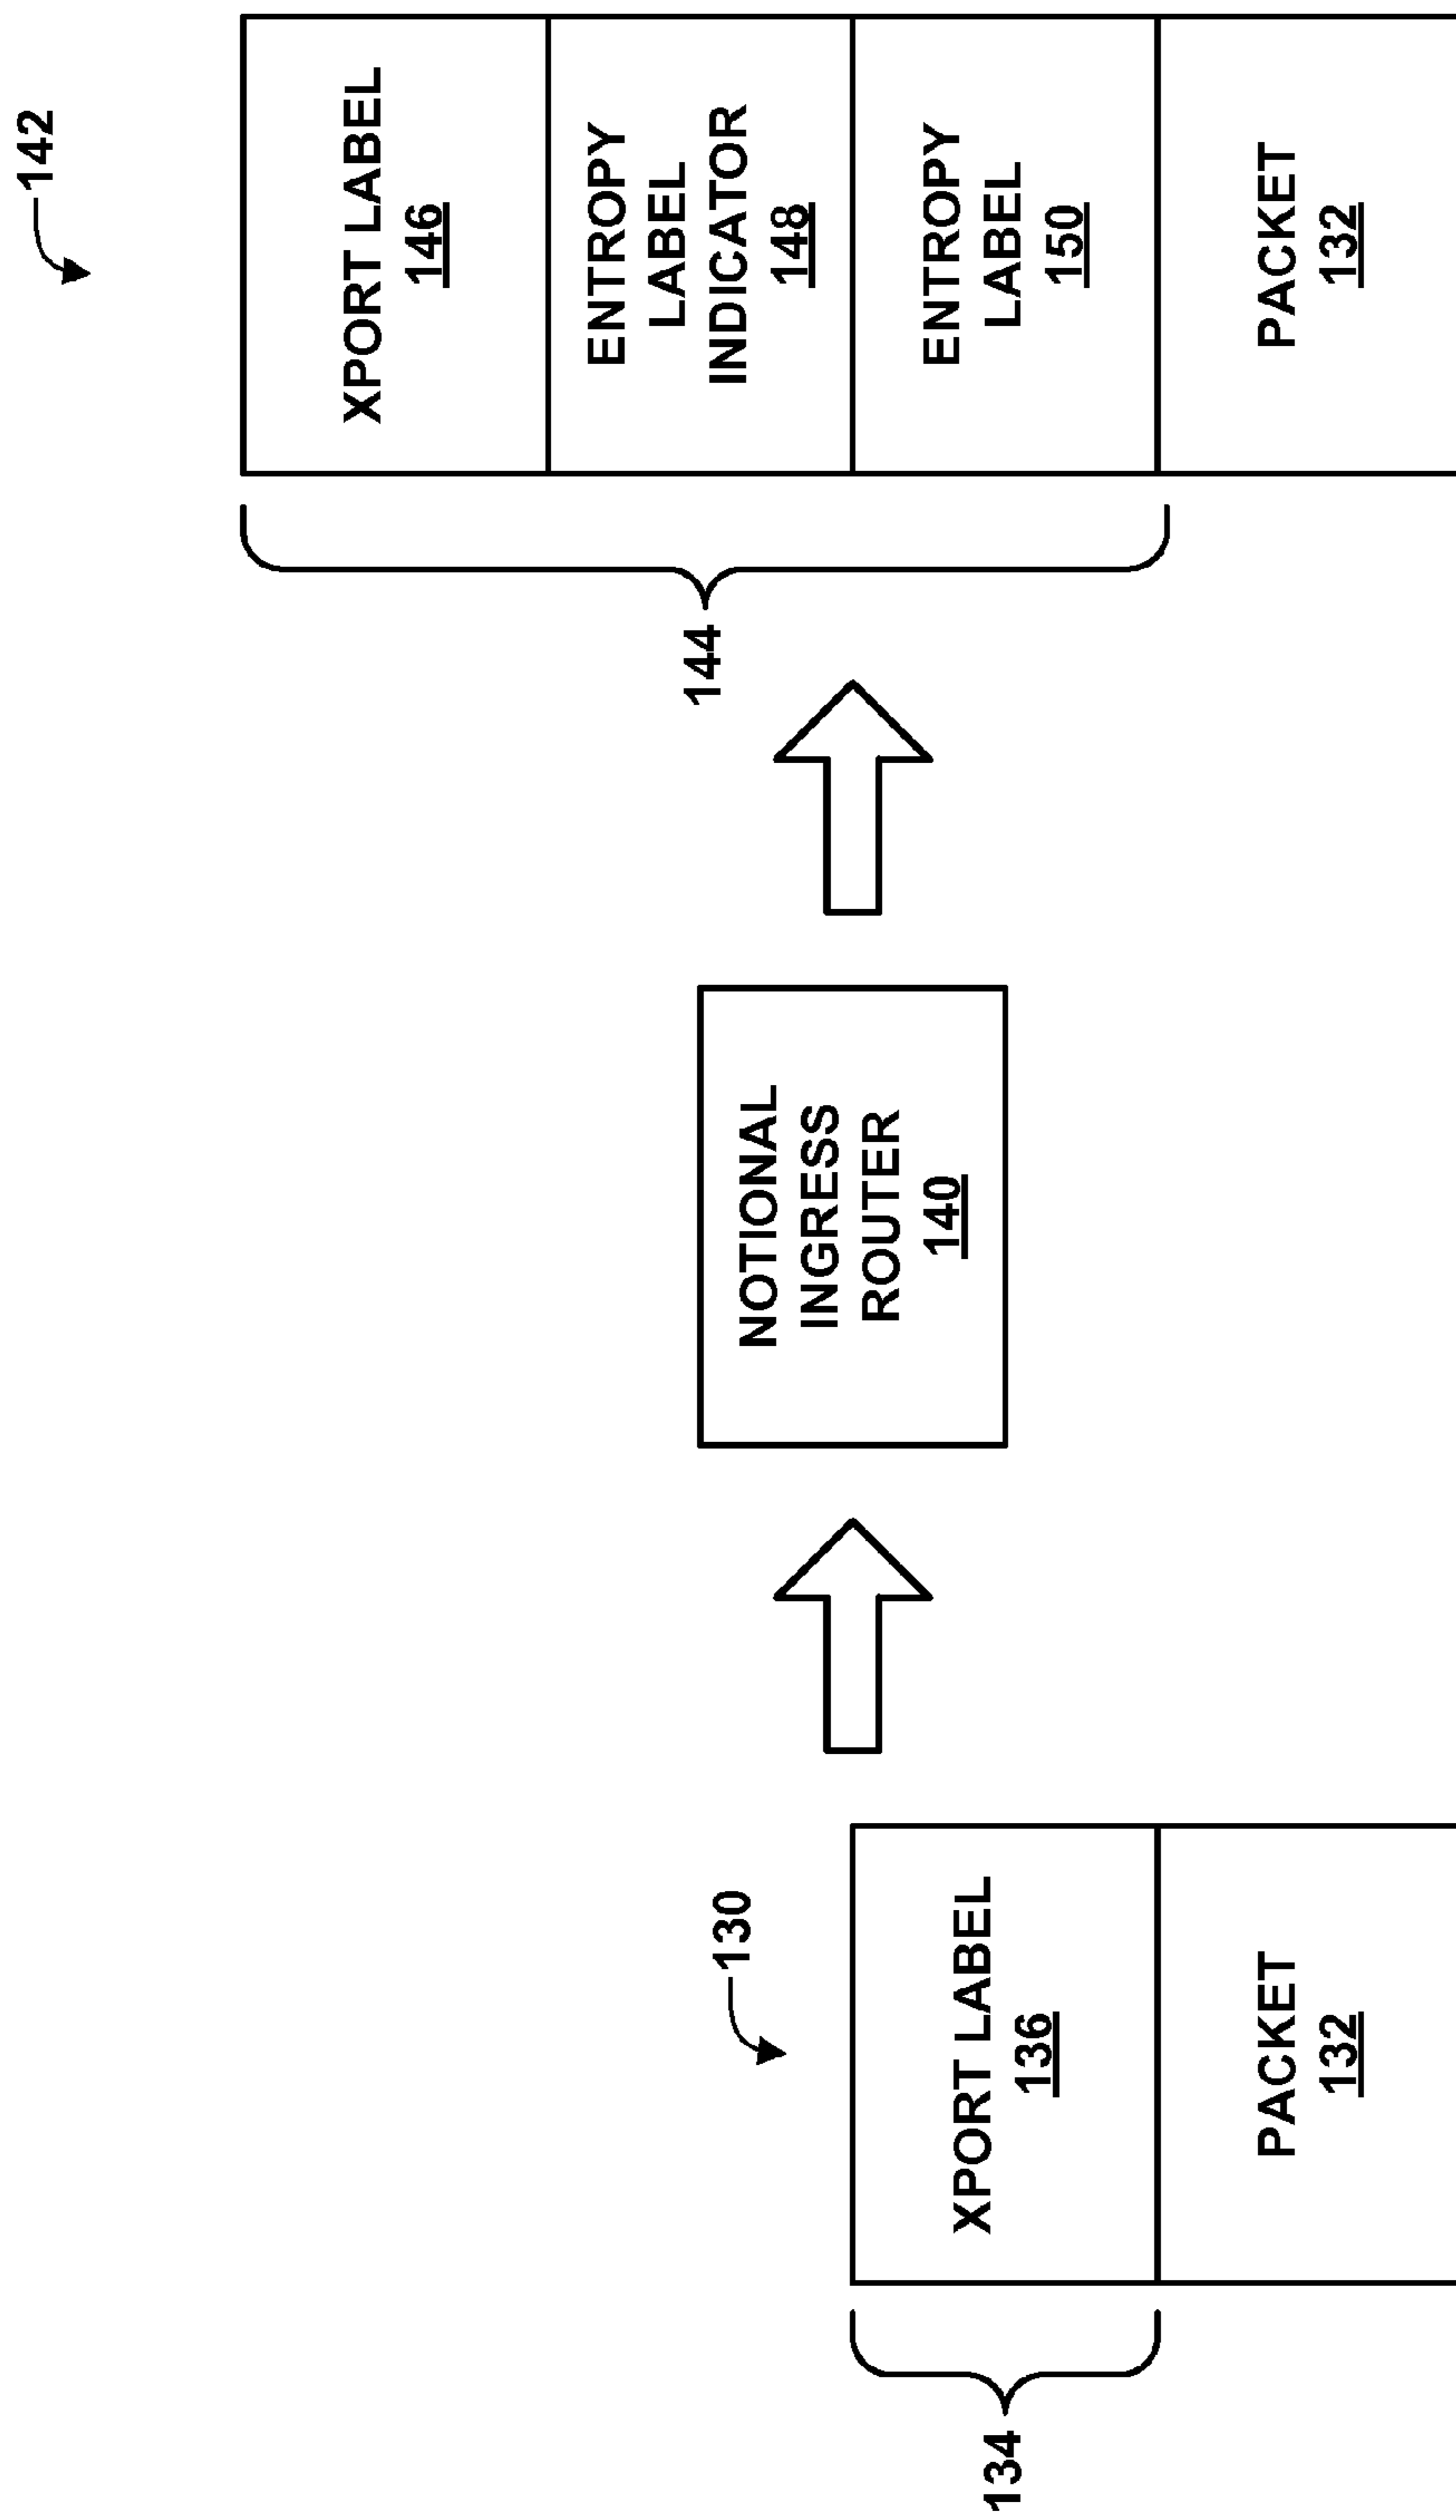 130
134
XPORT LABEL
136
PACKET
132
NOTIONAL
INGRESS
ROUTER
140
142
144
XPORT LABEL
146
ENTROPY
LABEL
INDICATOR
148
ENTROPY
LABEL
150
PACKET
132